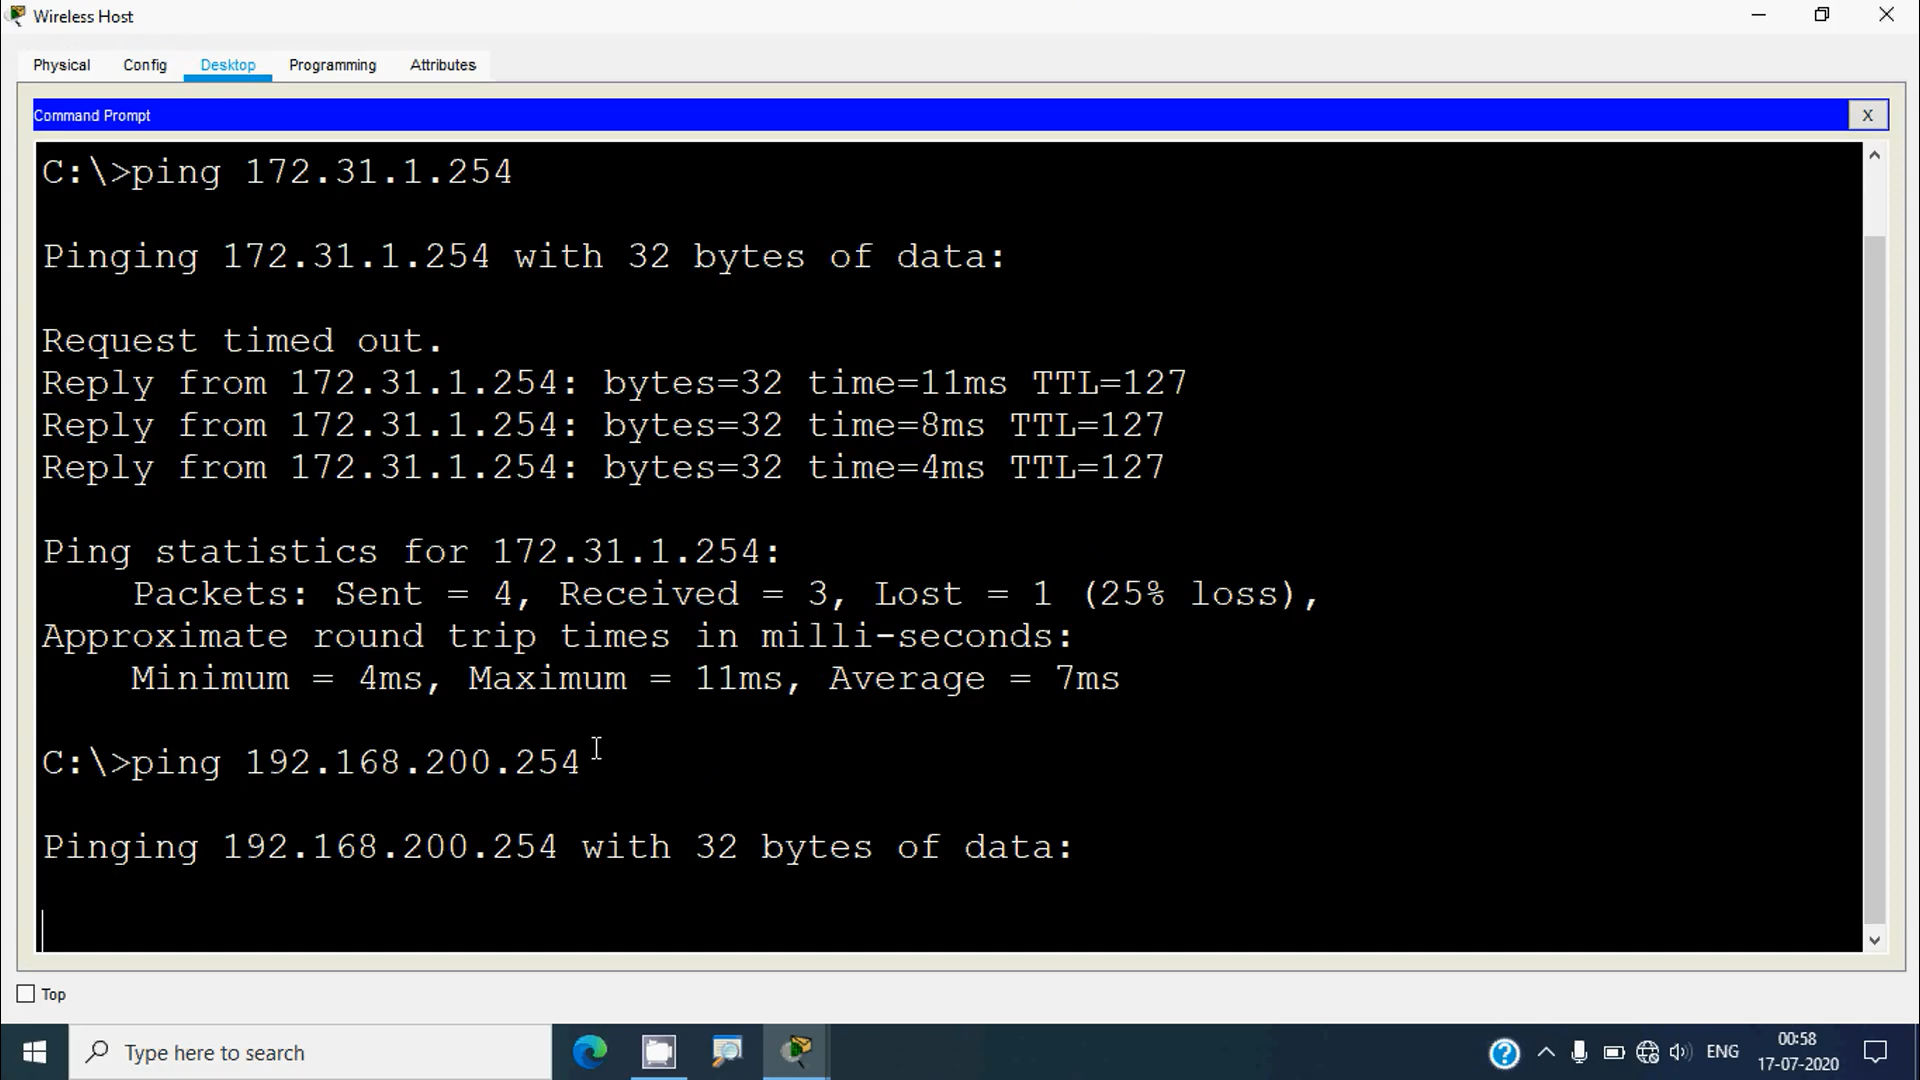 Wireless Host
Physical Config Desktop Programming Attributes
Command Prompt X
C:\>ping 172.31.1.254
Pinging 172.31.1.254 with 32 bytes of data:
Request timed out.
Reply from 172.31.1.254: bytes=32 time=11ms TTL=127
Reply from 172.31.1.254: bytes=32 time=8ms TTL=127
Reply from 172.31.1.254: bytes=32 time=4ms TTL=127
Ping statistics for 172.31.1.254:
Packets: Sent = 4, Received = 3, Lost = 1 (25% loss),
Approximate round trip times in milli-seconds:
Minimum = 4ms, Maximum = 11ms, Average = 7ms
C:\>ping 192.168.200.254
Pinging 192.168.200.254 with 32 bytes of data:
Top
Type here to search
ENG
00:58
17-07-2020